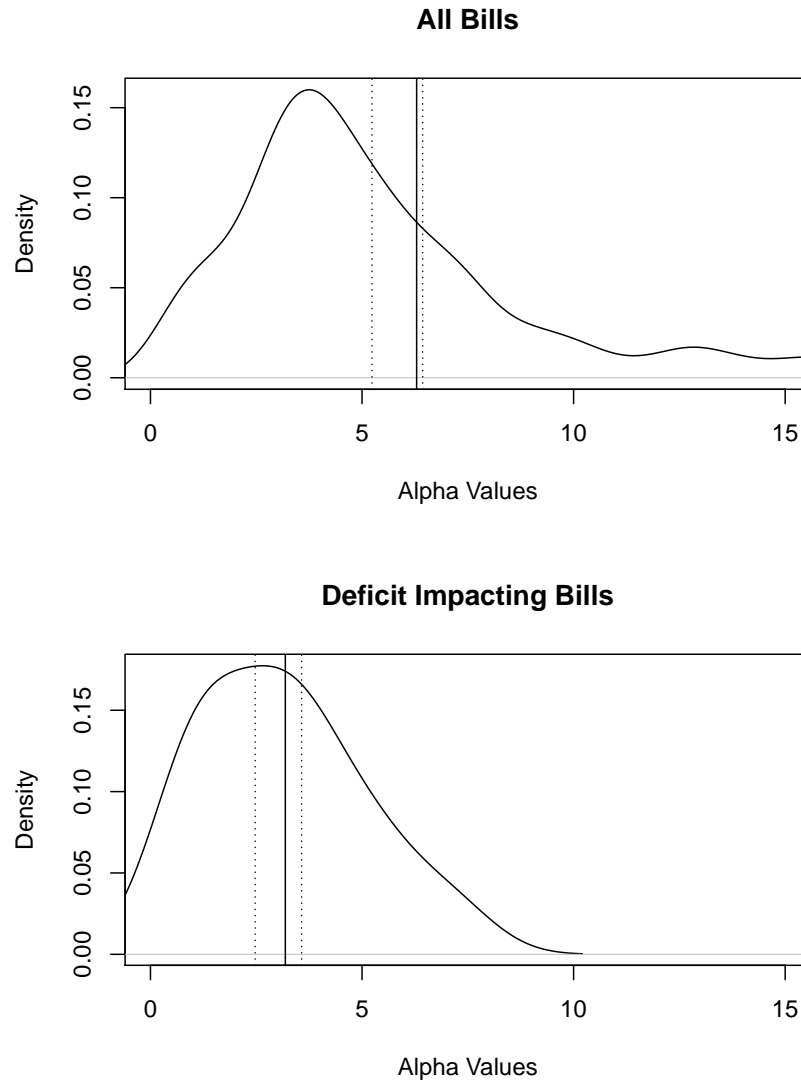 All Bills
0.15
0.10
0.05
0.00
Density
0 5 10 15
Alpha Values
Deficit Impacting Bills
0.15
0.10
0.05
0.00
Density
0 5 10 15
Alpha Values